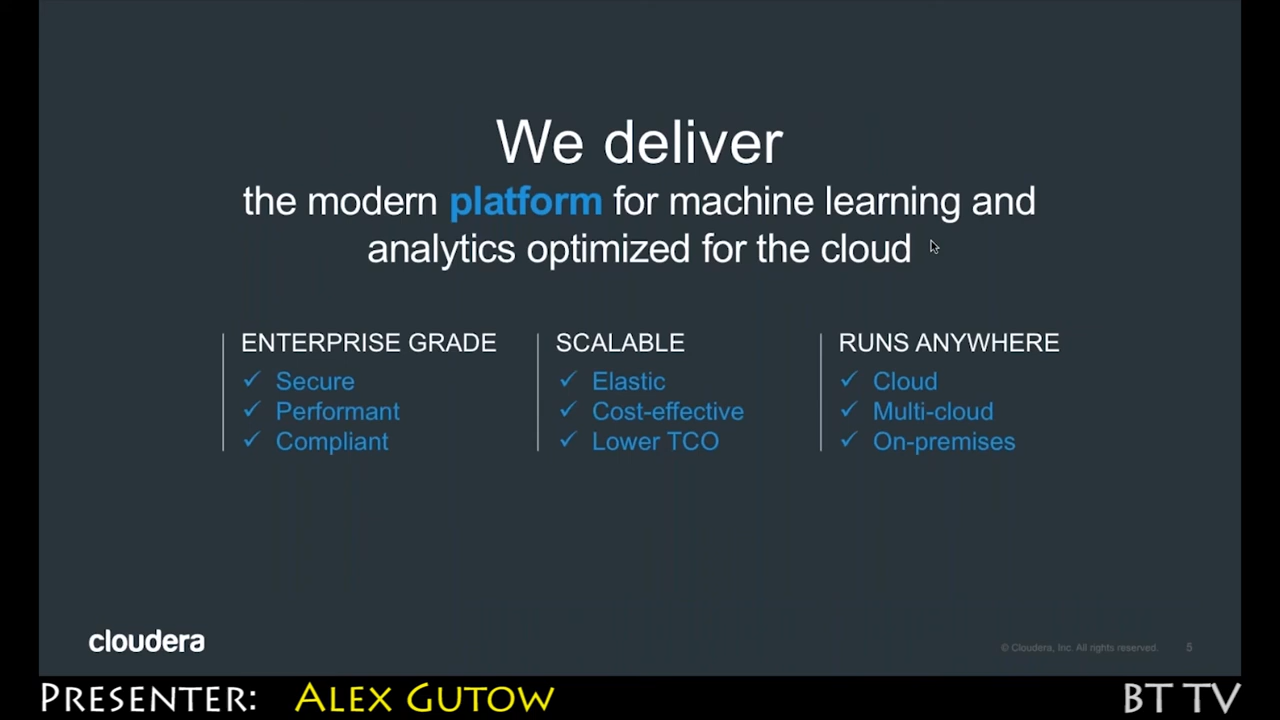 We deliver
the modern platform for machine learning and
analytics optimized for the cloud
ENTERPRISE GRADE
✓ Secure
✓ Performant
✓ Compliant
SCALABLE
✓ Elastic
✓ Cost-effective
✓ Lower TCO
RUNS ANYWHERE
✓ Cloud
✓ Multi-cloud
✓ On-premises
cloudera
© Cloudera, Inc. All rights reserved. 5
PRESENTER: ALEX GUTOW BT TV